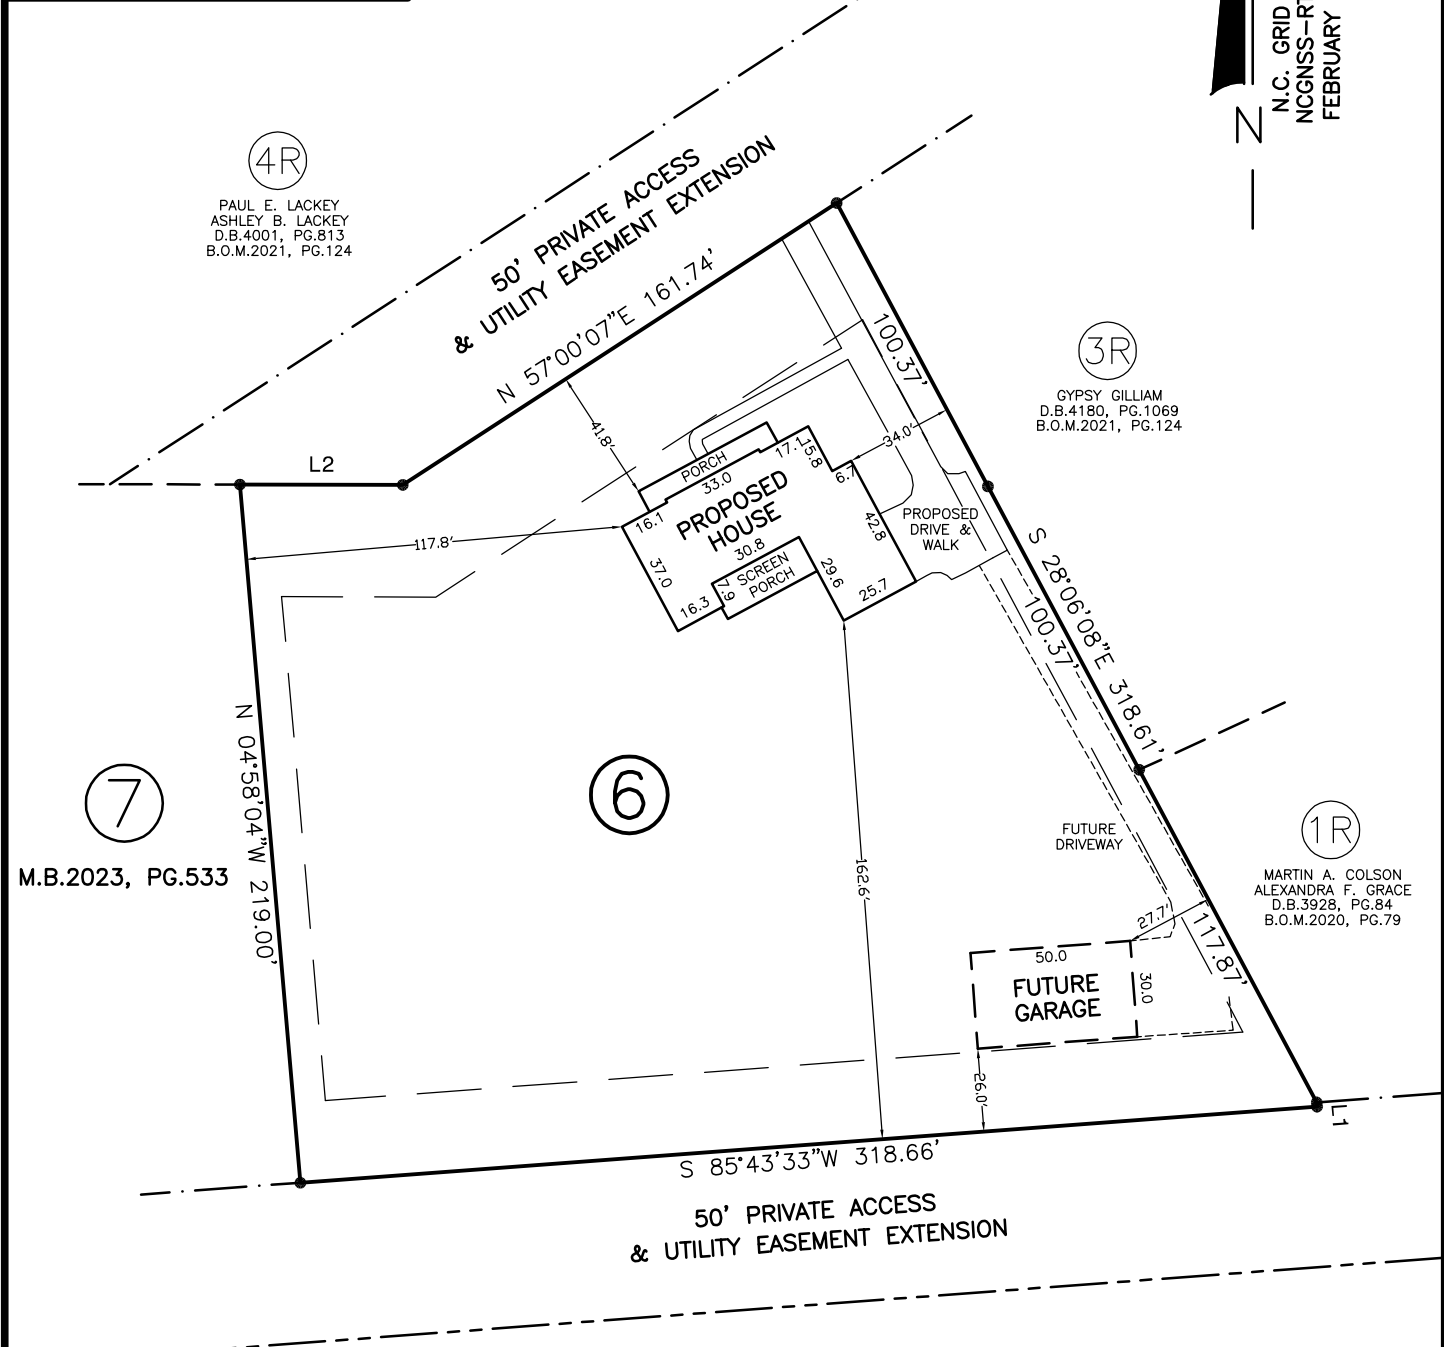 N.C. GRID
NCGNSS-RT
FEBRUARY
N
4R
PAUL E. LACKEY
ASHLEY B. LACKEY
D.B.4001, PG.813
B.O.M.2021, PG.124
50' PRIVATE ACCESS
& UTILITY EASEMENT EXTENSION
N 57°00'07"E 161.74'
L2
100.37'
3R
GYPSY GILLIAM
D.B.4180, PG.1069
B.O.M.2021, PG.124
41.8'
34.0'
117.8'
PORCH
33.0
17.1
15.8
6.7
16.1
PROPOSED
HOUSE
42.8
37.0
30.8
SCREEN
PORCH
7.9
29.6
16.3
25.7
PROPOSED
DRIVE &
WALK
S 28°06'08"E 318.61'
100.37'
N 04°58'04"W 219.00'
6
7
M.B.2023, PG.533
162.6'
FUTURE
DRIVEWAY
1R
MARTIN A. COLSON
ALEXANDRA F. GRACE
D.B.3928, PG.84
B.O.M.2020, PG.79
27.7'
117.87'
50.0
FUTURE
GARAGE
30.0
26.0'
L1
S 85°43'33"W 318.66'
50' PRIVATE ACCESS
& UTILITY EASEMENT EXTENSION